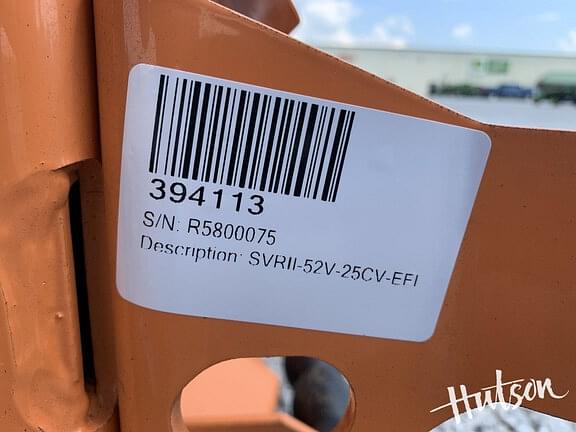 394113
S/N: R5800075
Description: SVRII-52V-25CV-EFI
Hutson